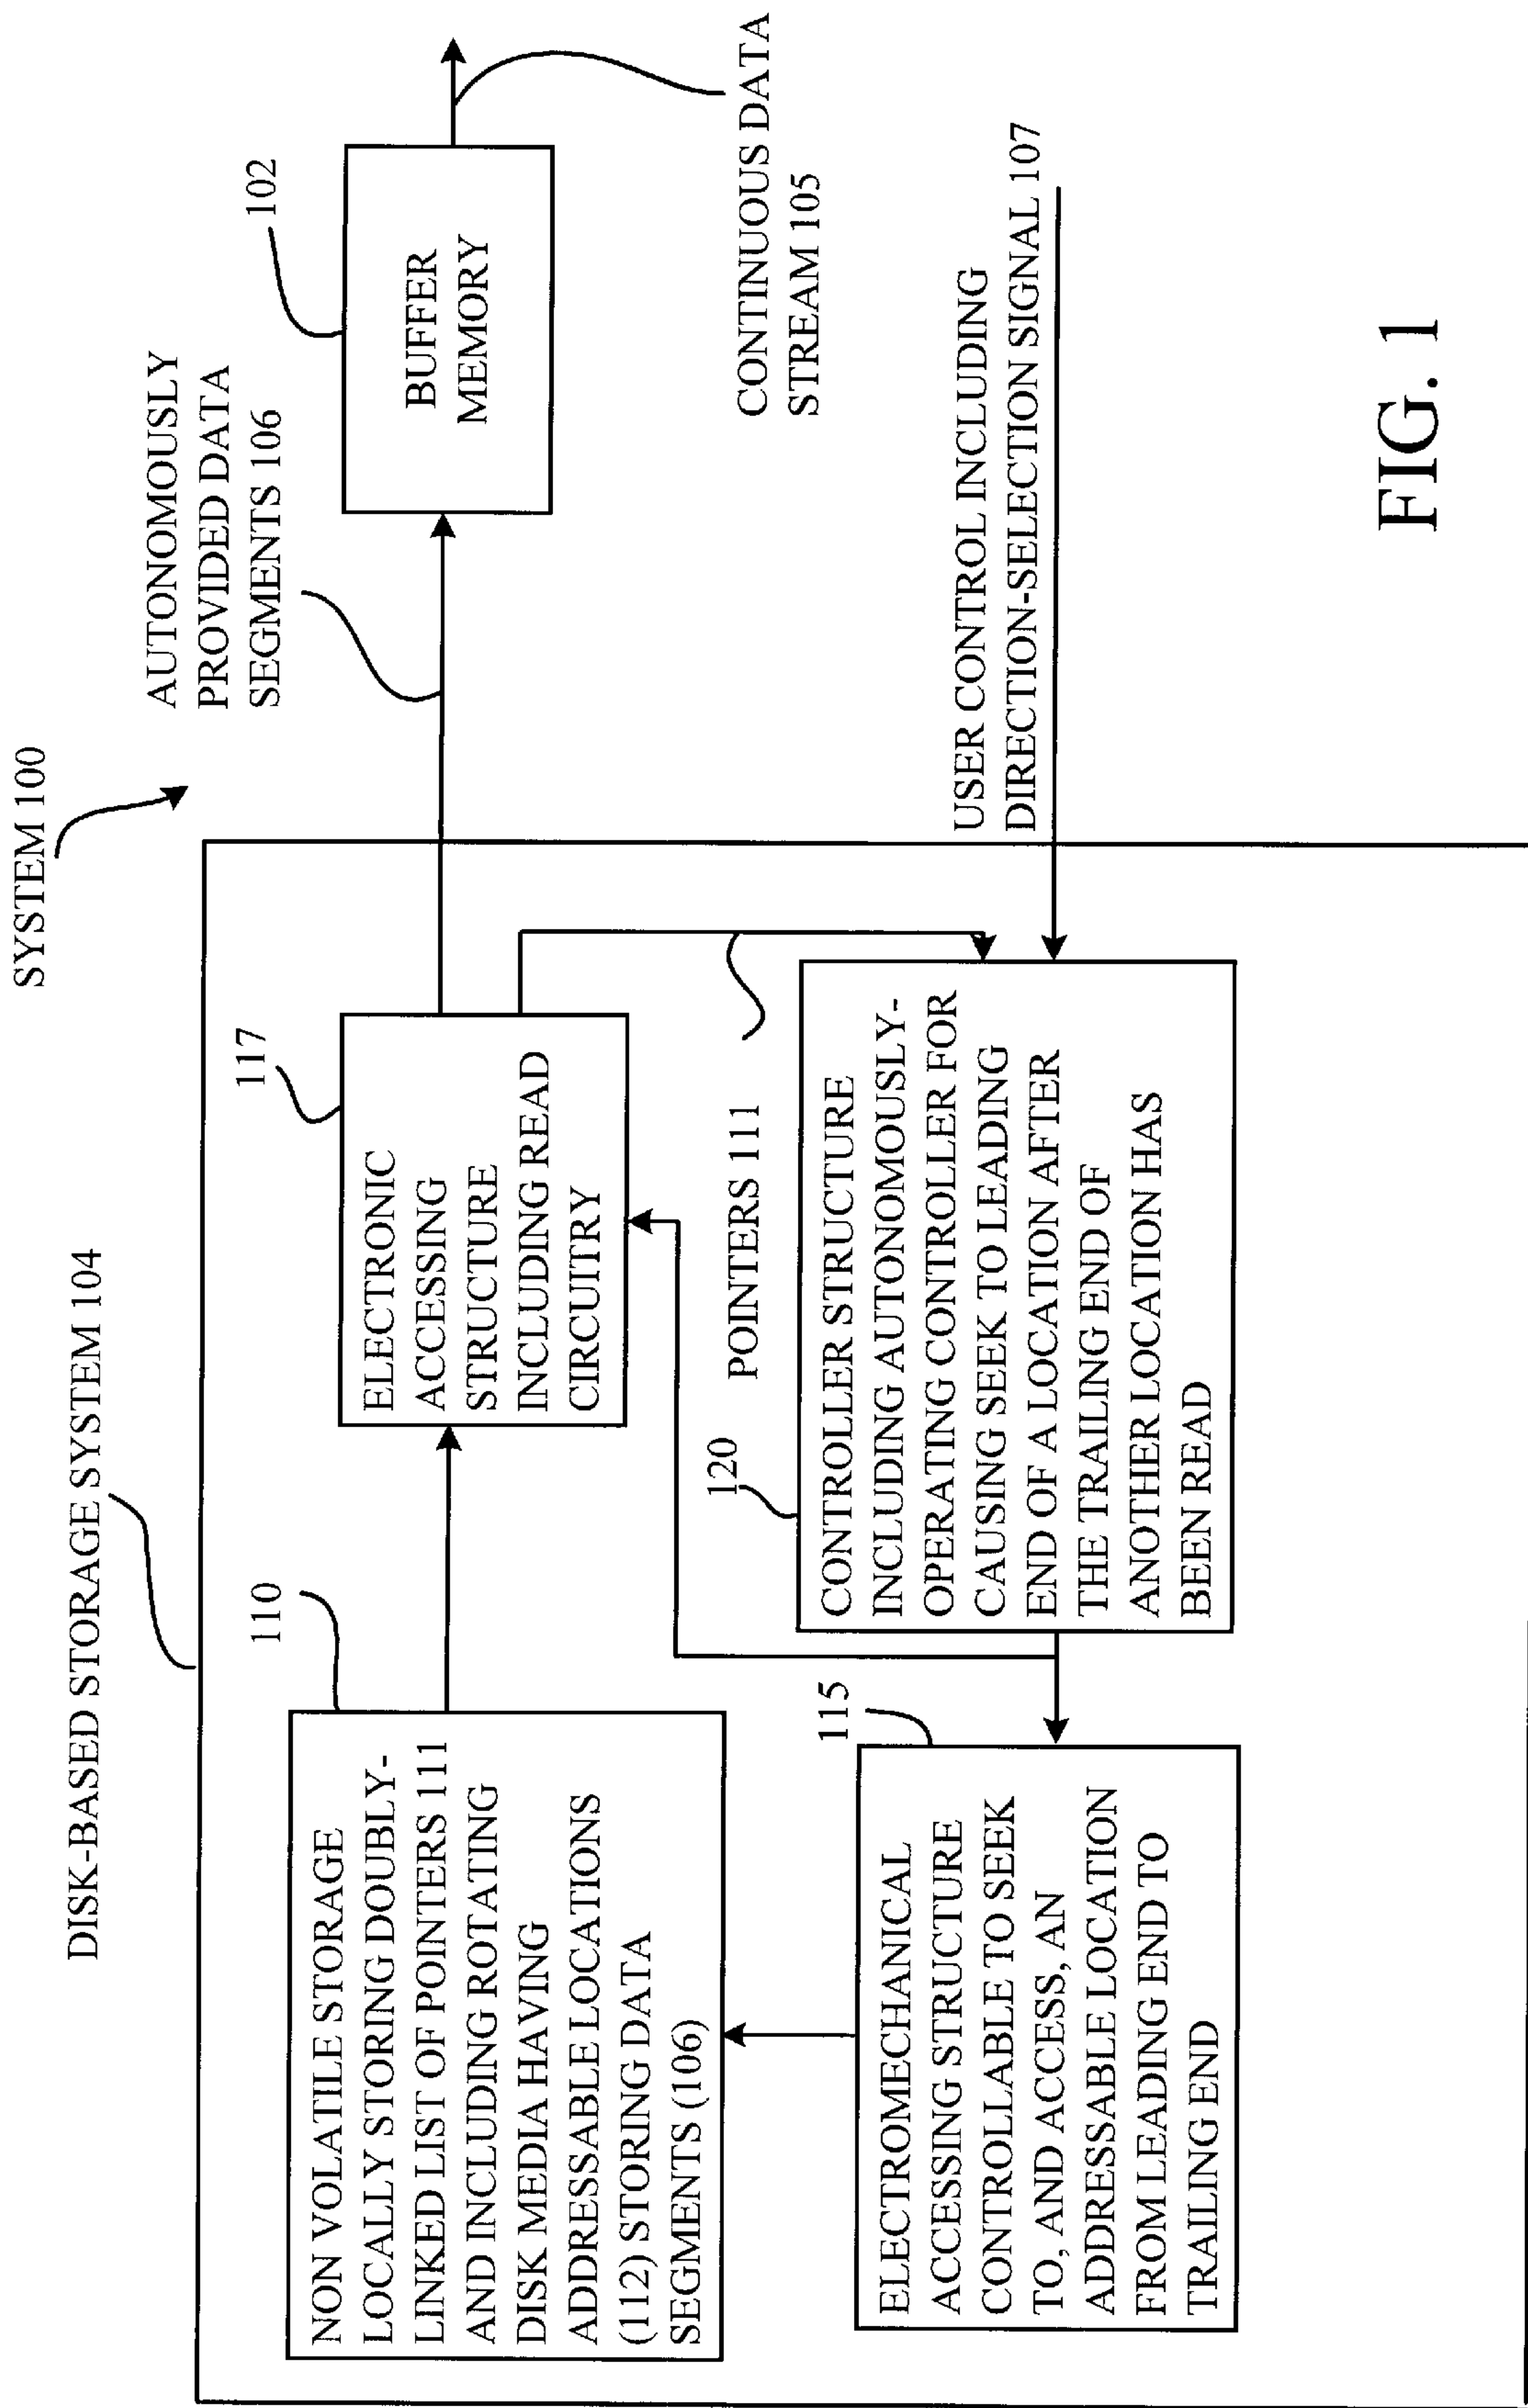 SYSTEM 100
DISK-BASED STORAGE SYSTEM 104
AUTONOMOUSLY
PROVIDED DATA
SEGMENTS 106
102
BUFFER
MEMORY
CONTINUOUS DATA
STREAM 105
110
NON VOLATILE STORAGE
LOCALLY STORING DOUBLY-
LINKED LIST OF POINTERS 111
AND INCLUDING ROTATING
DISK MEDIA HAVING
ADDRESSABLE LOCATIONS
(112) STORING DATA
SEGMENTS (106)
117
ELECTRONIC
ACCESSING
STRUCTURE
INCLUDING READ
CIRCUITRY
POINTERS 111
USER CONTROL INCLUDING
DIRECTION-SELECTION SIGNAL 107
115
ELECTROMECHANICAL
ACCESSING STRUCTURE
CONTROLLABLE TO SEEK
TO, AND ACCESS, AN
ADDRESSABLE LOCATION
FROM LEADING END TO
TRAILING END
120
CONTROLLER STRUCTURE
INCLUDING AUTONOMOUSLY-
OPERATING CONTROLLER FOR
CAUSING SEEK TO LEADING
END OF A LOCATION AFTER
THE TRAILING END OF
ANOTHER LOCATION HAS
BEEN READ
FIG. 1